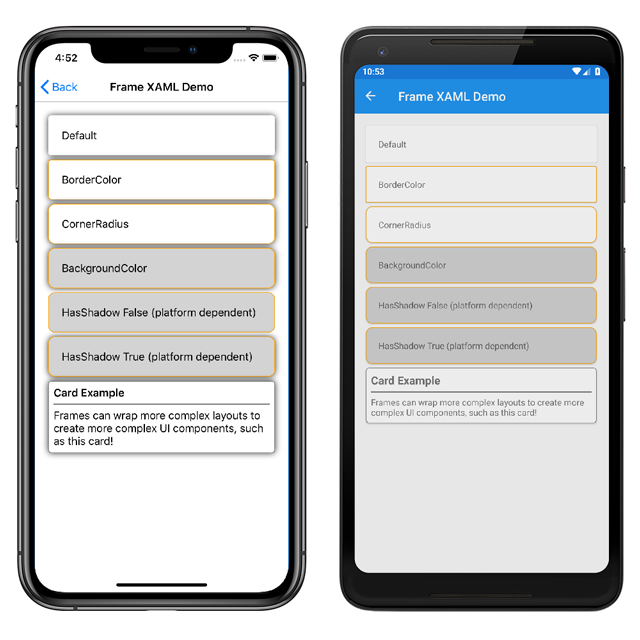 4:52
Back
Frame XAML Demo
Default
BorderColor
CornerRadius
BackgroundColor
HasShadow False (platform dependent)
HasShadow True (platform dependent)
Card Example
Frames can wrap more complex layouts to
create more complex UI components, such
as this card!
10:53
Frame XAML Demo
Default
BorderColor
CornerRadius
BackgroundColor
HasShadow False (platform dependent)
HasShadow True (platform dependent)
Card Example
Frames can wrap more complex layouts to create more
complex UI components, such as this card!